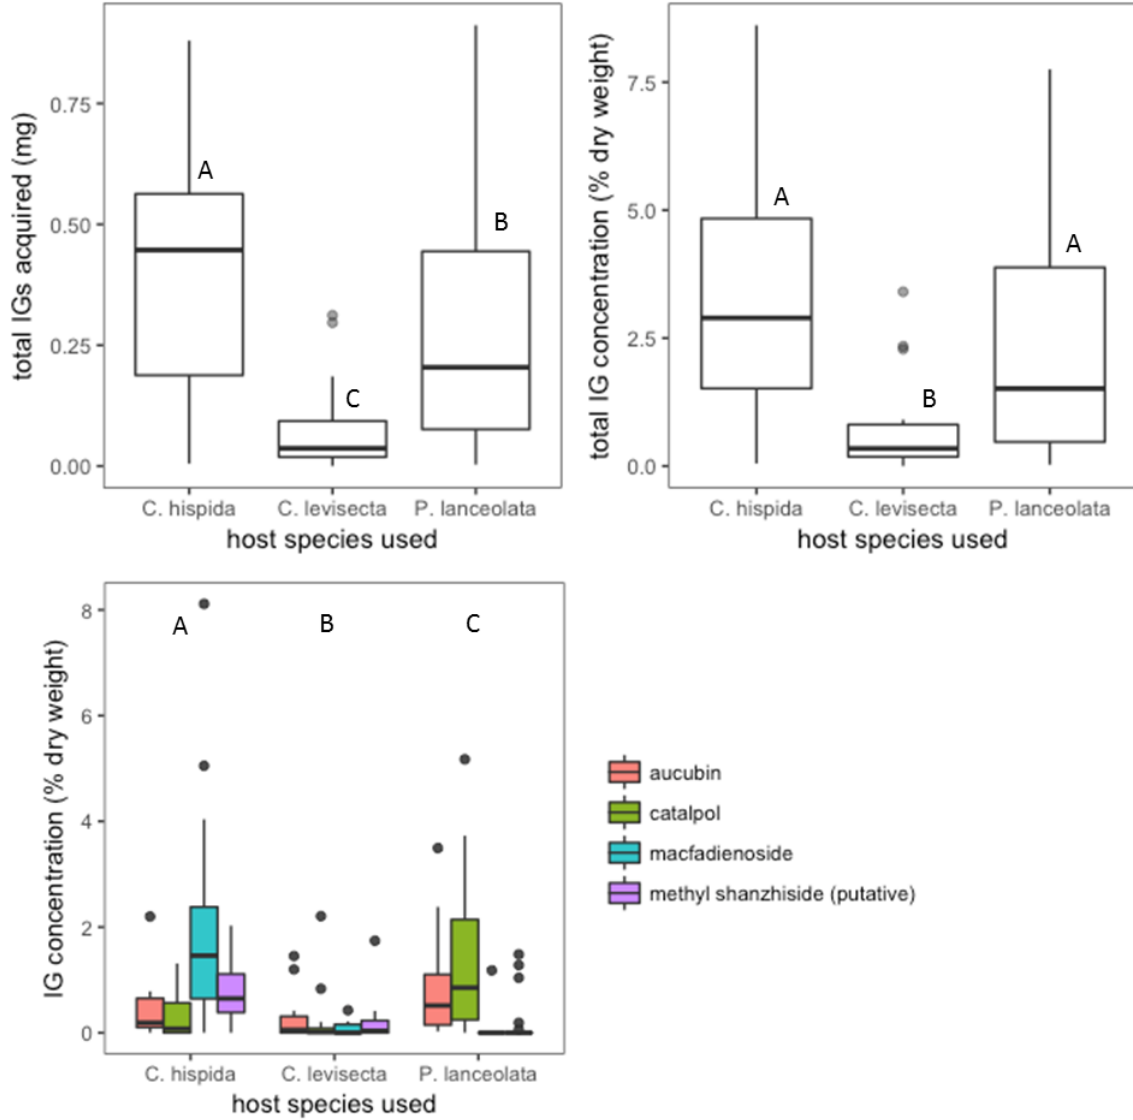 total IGs acquired (mg)
0.75
0.50
0.25
0.00
A
C
B
C. hispida C. levisecta P. lanceolata
host species used
total IG concentration (% dry weight)
7.5
5.0
2.5
0.0
A
B
A
C. hispida C. levisecta P. lanceolata
host species used
IG concentration (% dry weight)
8
6
4
2
0
A B C
C. hispida C. levisecta P. lanceolata
host species used
aucubin
catalpol
macfadienoside
methyl shanzhiside (putative)